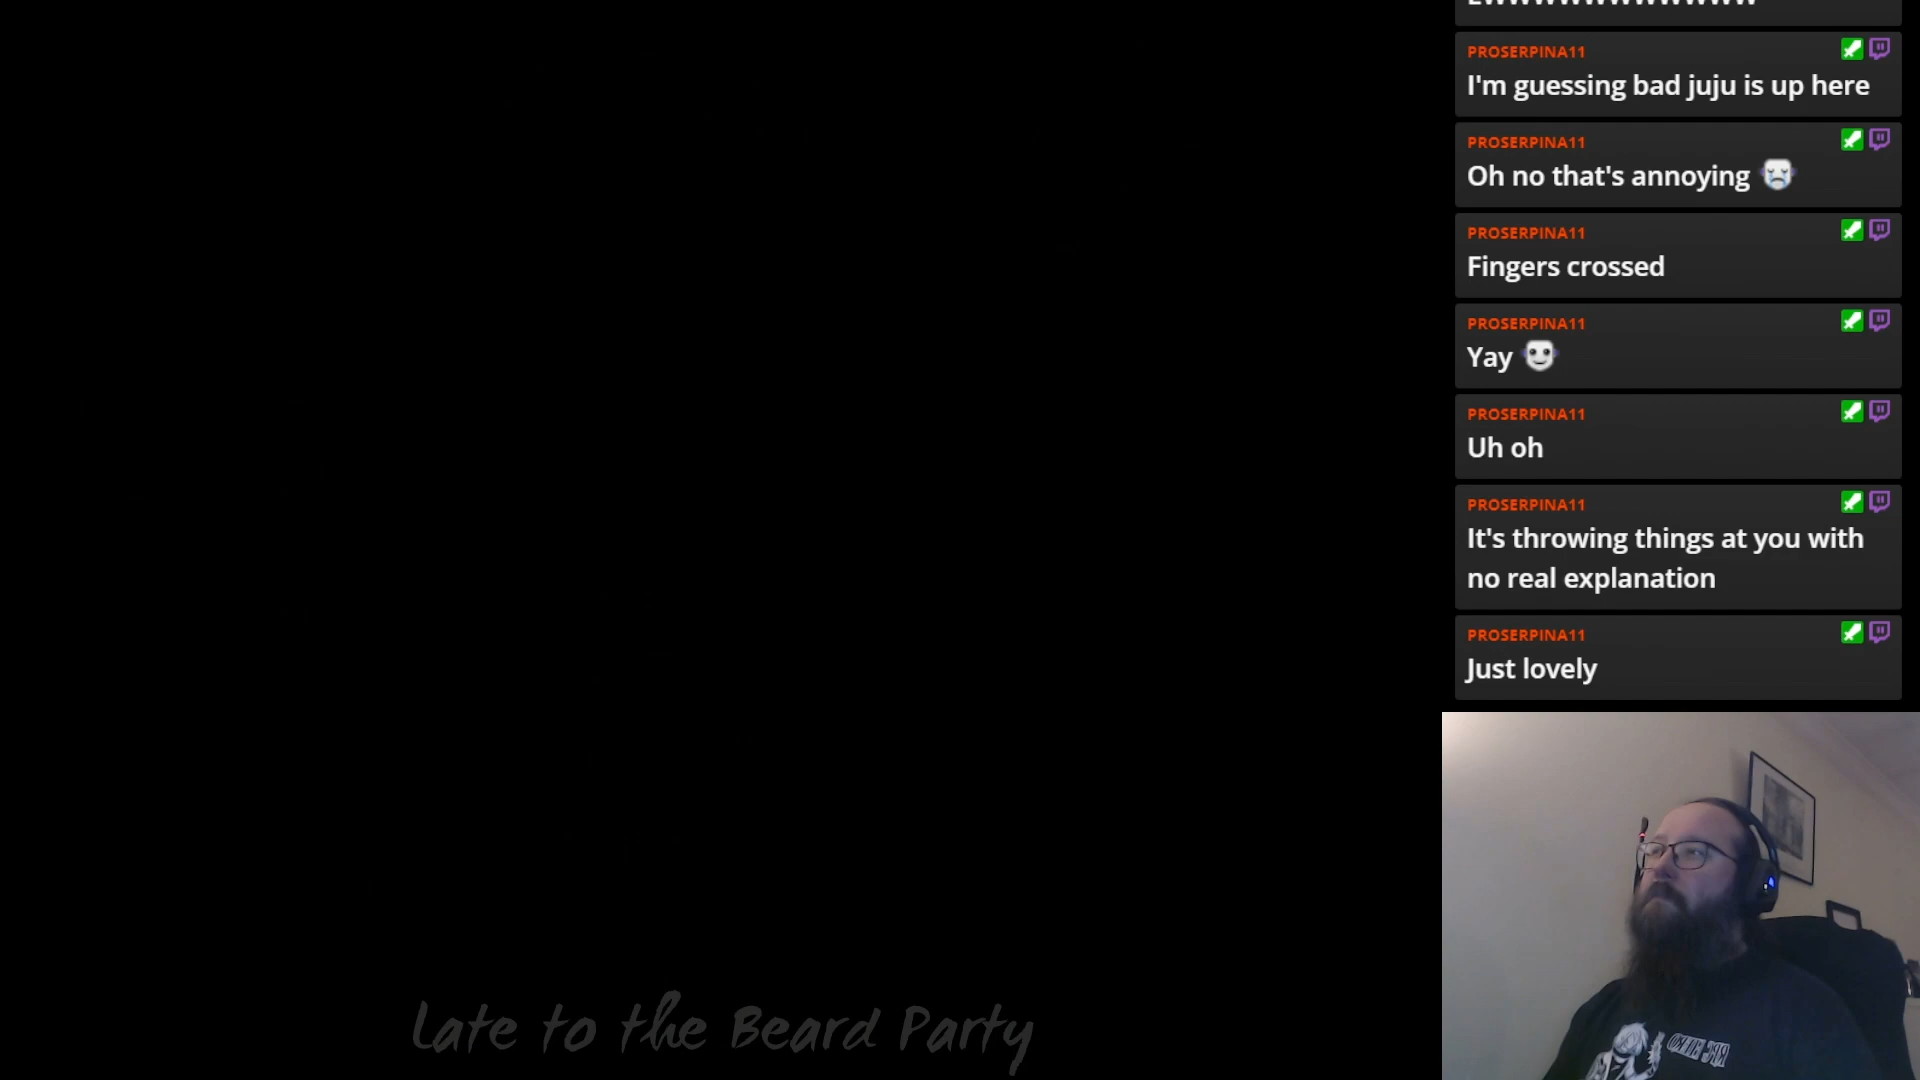 PROSERPINA11
I'm guessing bad juju is up here
PROSERPINA11
Oh no that's annoying
PROSERPINA11
Fingers crossed
PROSERPINA11
Yay
PROSERPINA11
Uh oh
PROSERPINA11
It's throwing things at you with
no real explanation
PROSERPINA11
Just lovely
Late to the Beard Party